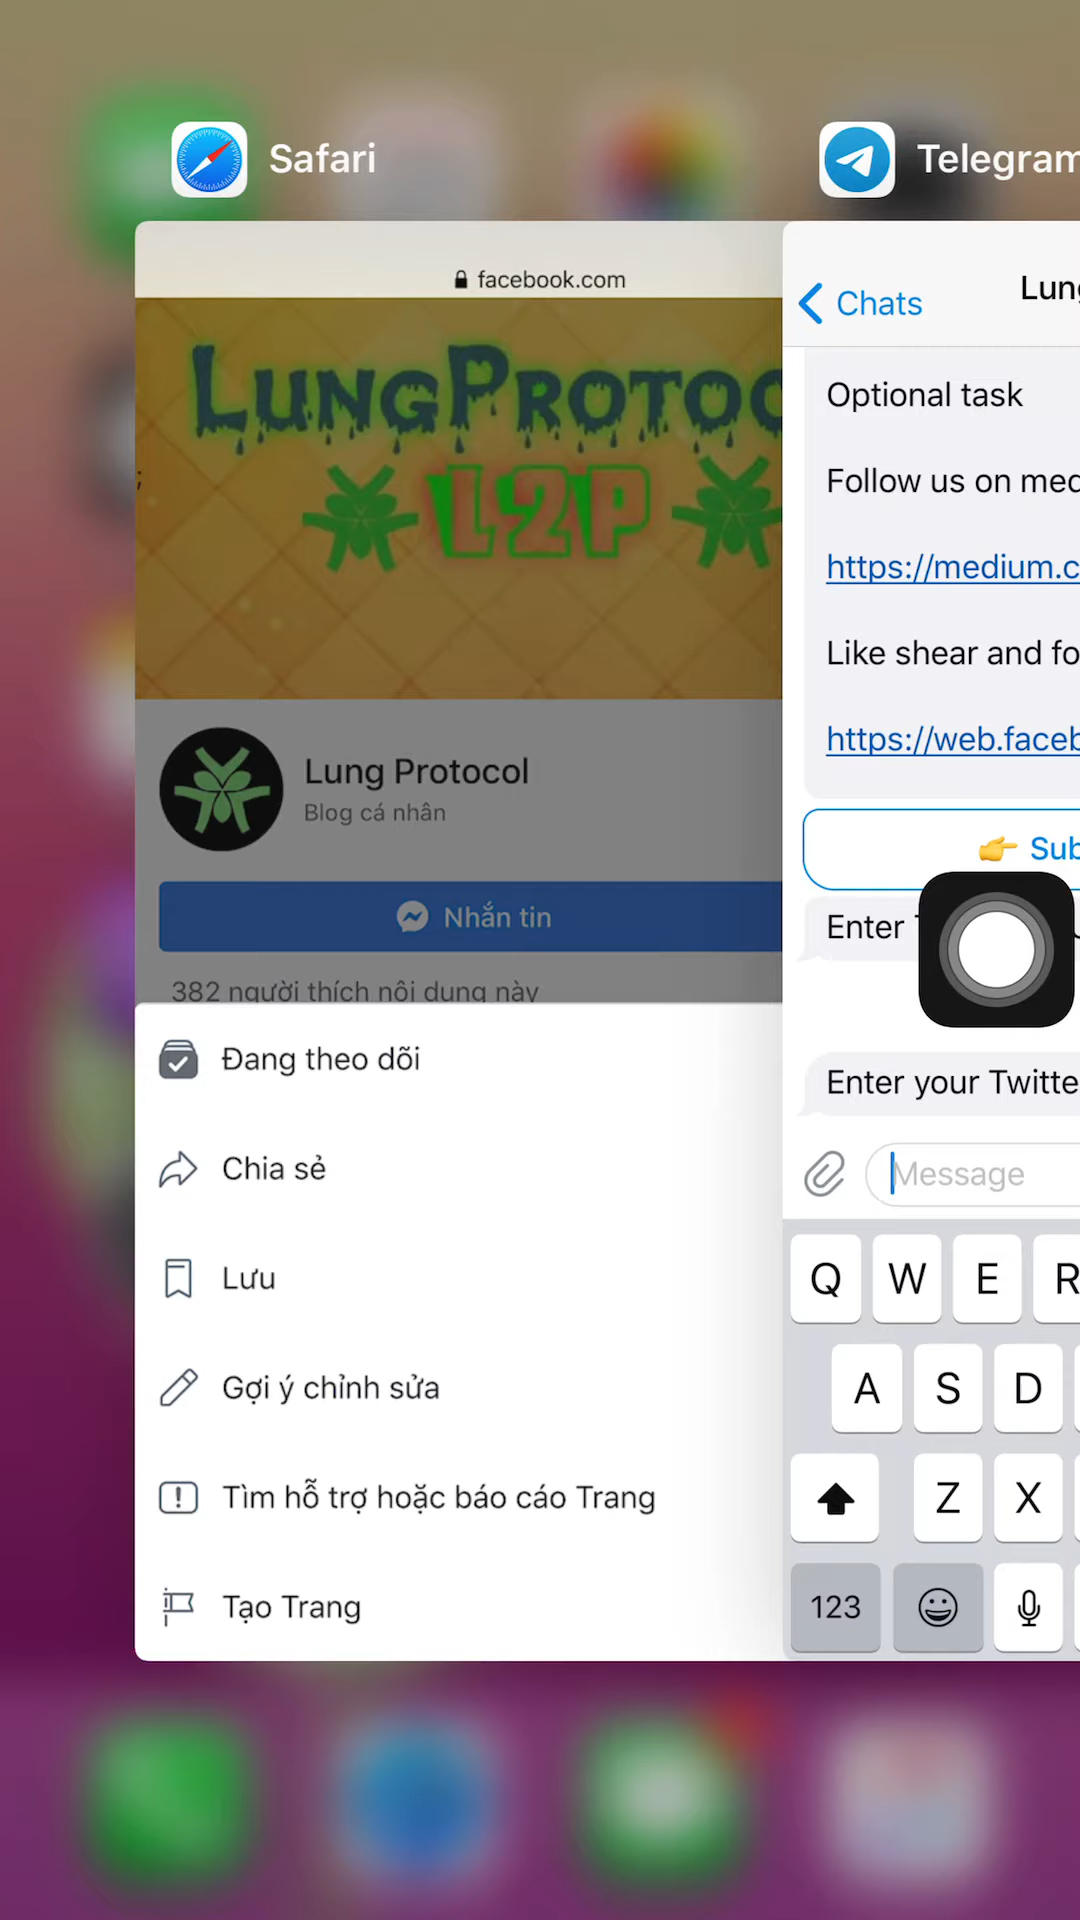 Safari
Telegram
facebook.com
LUNGPROTOC
L2P
Lung Protocol
Blog cá nhân
Nhắn tin
382 người thích nội dung này
Đang theo dõi
Chia sẻ
Lưu
Gợi ý chỉnh sửa
Tìm hỗ trợ hoặc báo cáo Trang
Tạo Trang
Chats
Lung
Optional task
Follow us on med
https://medium.c
Like shear and fo
https://web.faceb
👉 Sub
Enter
Enter your Twitte
Message
Q W E R
A S D
Z X
123